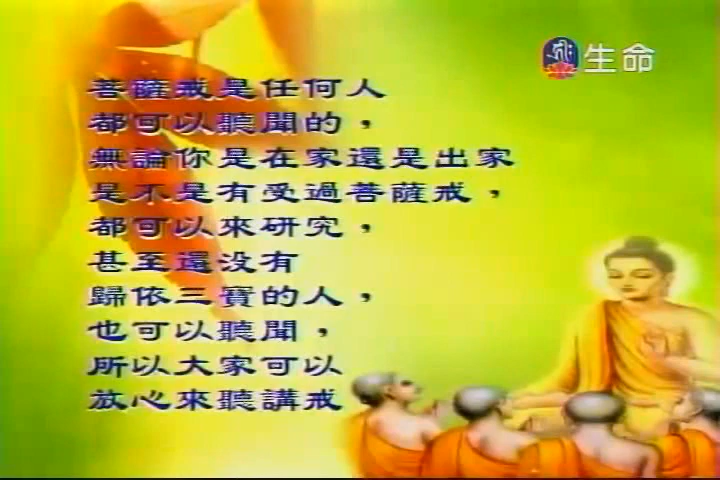 生命
菩薩戒是任何人
都可以聽聞的，
無論你是在家還是出家
是不是有受過菩薩戒，
都可以來研究，
甚至還没有
歸依三寶的人，
也可以聽聞，
所以大家可以
放心來聽講戒